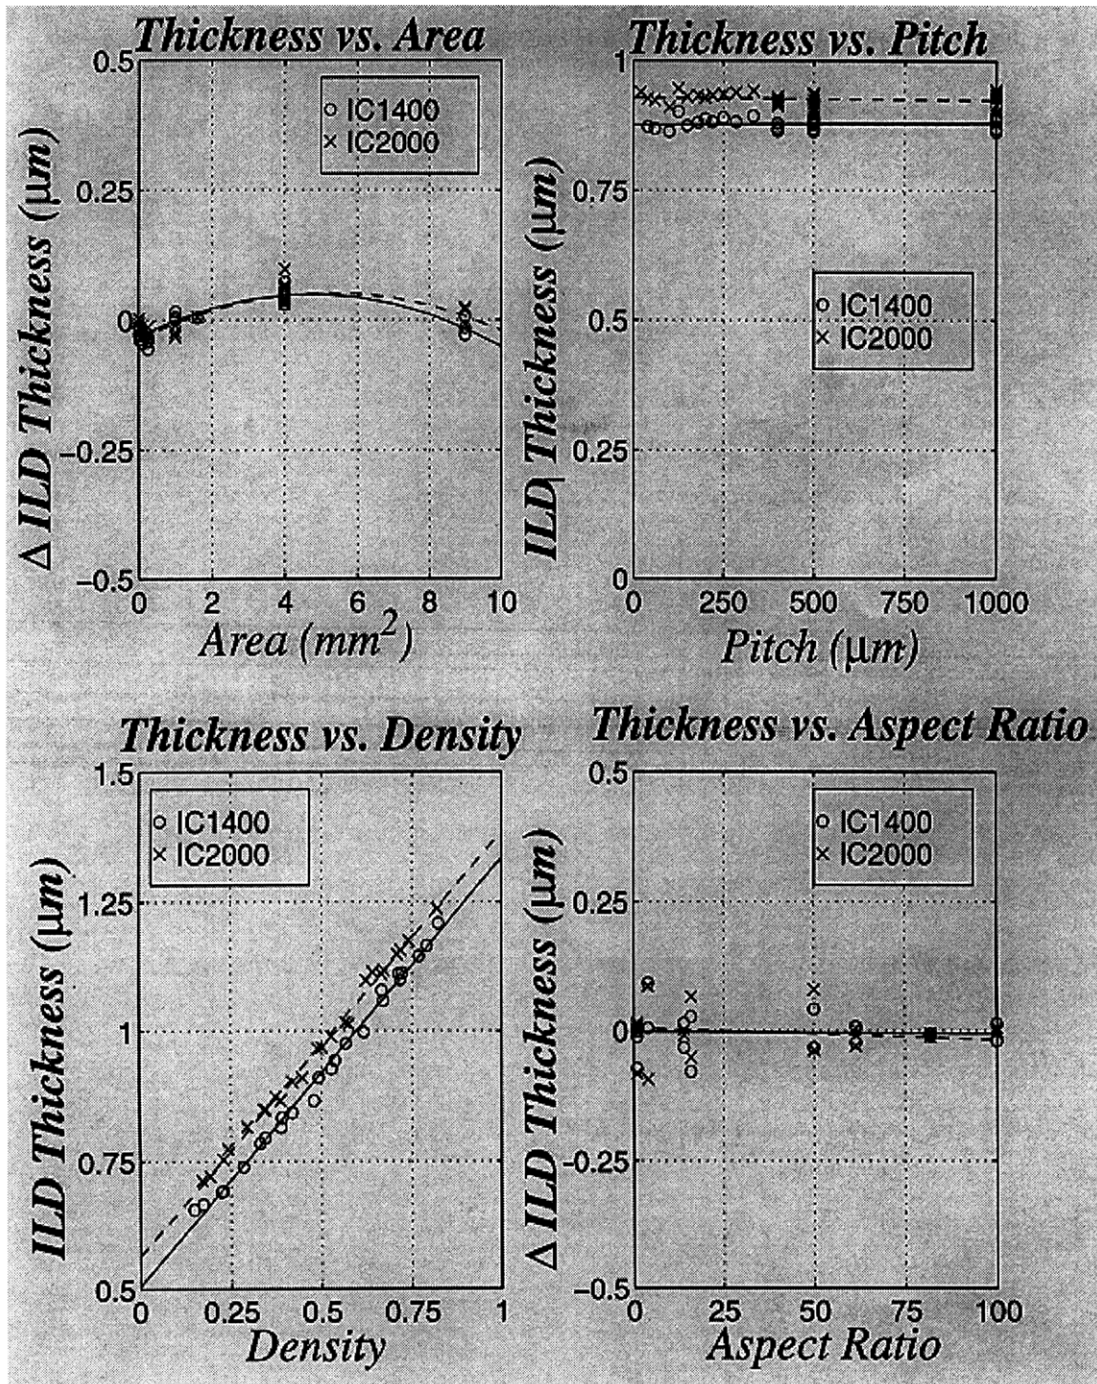 Thickness vs. Area
0.5
0.25
0
−0.25
−0.5
IC1400
IC2000
Δ ILD Thickness (μm)
0 2 4 6 8 10
Area (mm²)
Thickness vs. Pitch
1
0.75
0.5
0.25
0
IC1400
IC2000
ILD Thickness (μm)
0 250 500 750 1000
Pitch (μm)
Thickness vs. Density
1.5
1.25
1
0.75
0.5
IC1400
IC2000
ILD Thickness (μm)
0 0.25 0.5 0.75 1
Density
Thickness vs. Aspect Ratio
0.5
0.25
0
−0.25
−0.5
IC1400
IC2000
Δ ILD Thickness (μm)
0 25 50 75 100
Aspect Ratio